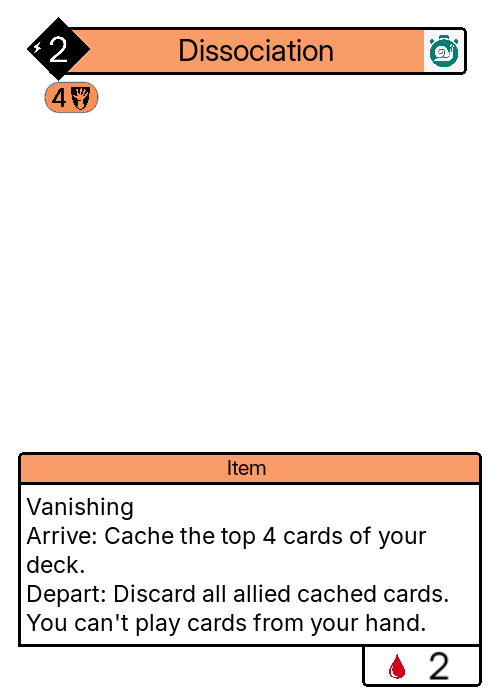 2
Dissociation
4
Item
Vanishing
Arrive: Cache the top 4 cards of your
deck.
Depart: Discard all allied cached cards.
You can't play cards from your hand.
2